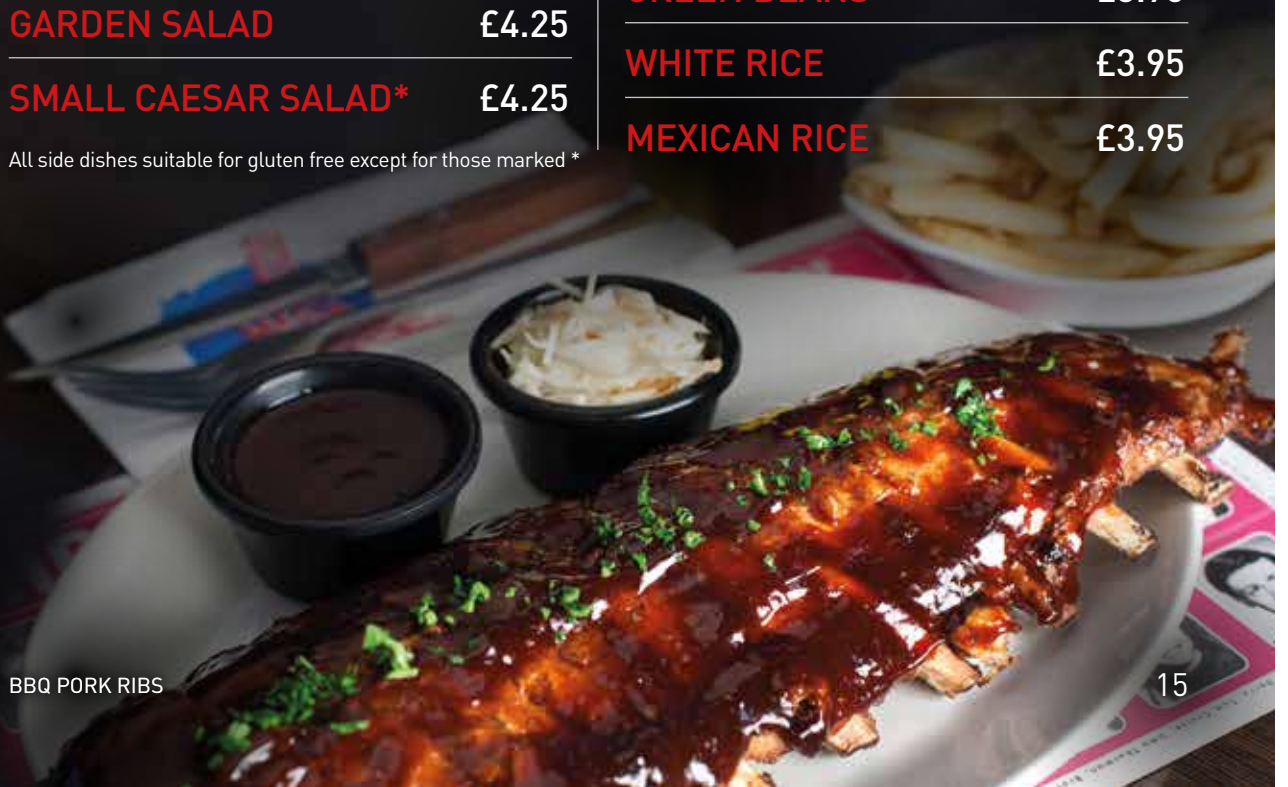 GARDEN SALAD £4.25
SMALL CAESAR SALAD* £4.25
All side dishes suitable for gluten free except for those marked *
WHITE RICE £3.95
MEXICAN RICE £3.95
BBQ PORK RIBS
15